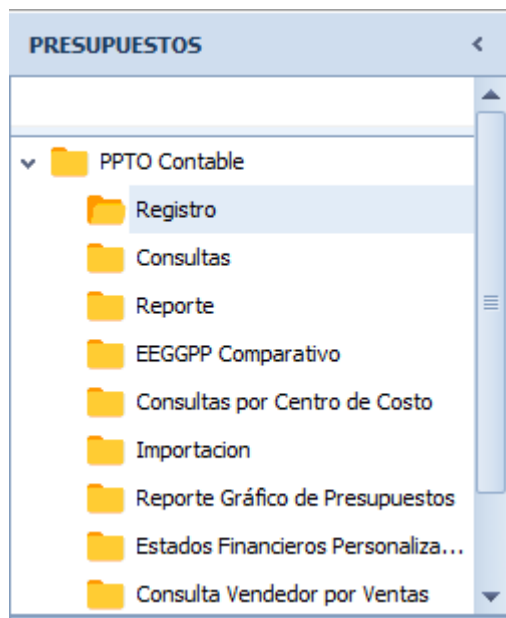 PRESUPUESTOS
PPTO Contable
Registro
Consultas
Reporte
EEGGPP Comparativo
Consultas por Centro de Costo
Importacion
Reporte Gráfico de Presupuestos
Estados Financieros Personaliza...
Consulta Vendedor por Ventas